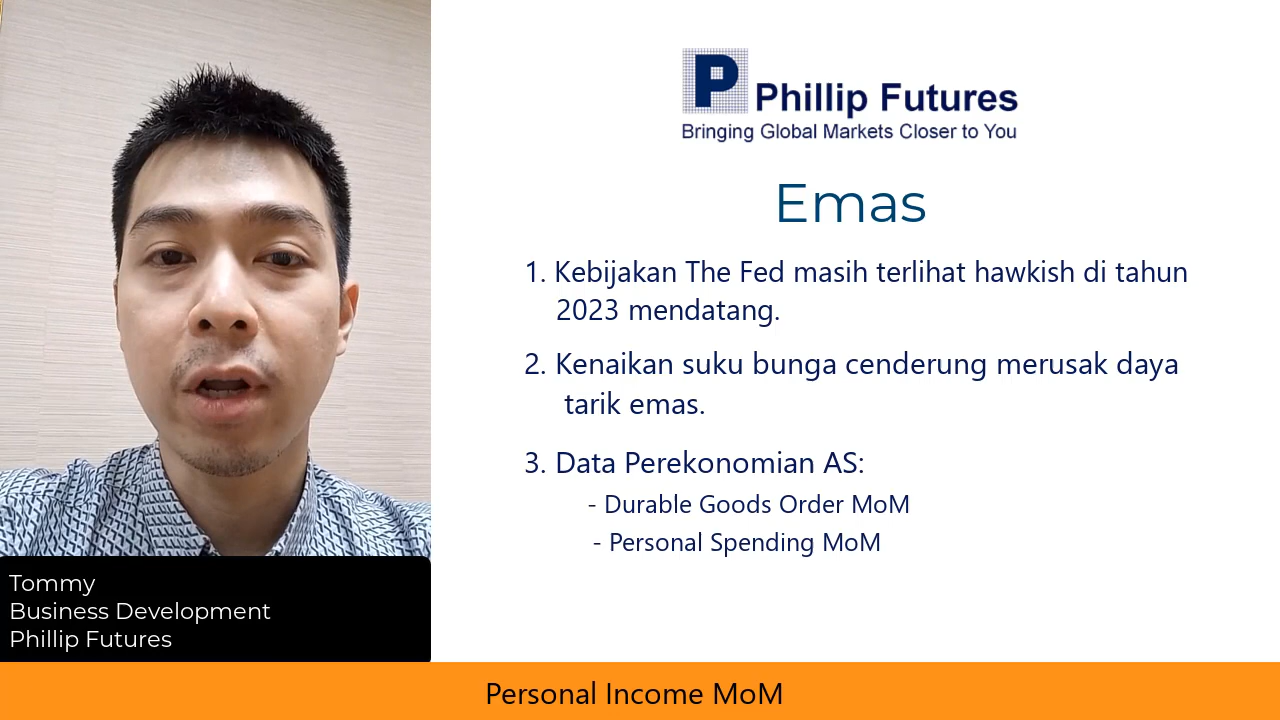 P Phillip Futures
Bringing Global Markets Closer to You
Emas
1. Kebijakan The Fed masih terlihat hawkish di tahun
2023 mendatang.
2. Kenaikan suku bunga cenderung merusak daya
tarik emas.
3. Data Perekonomian AS:
- Durable Goods Order MoM
- Personal Spending MoM
Tommy
Business Development
Phillip Futures
Personal Income MoM